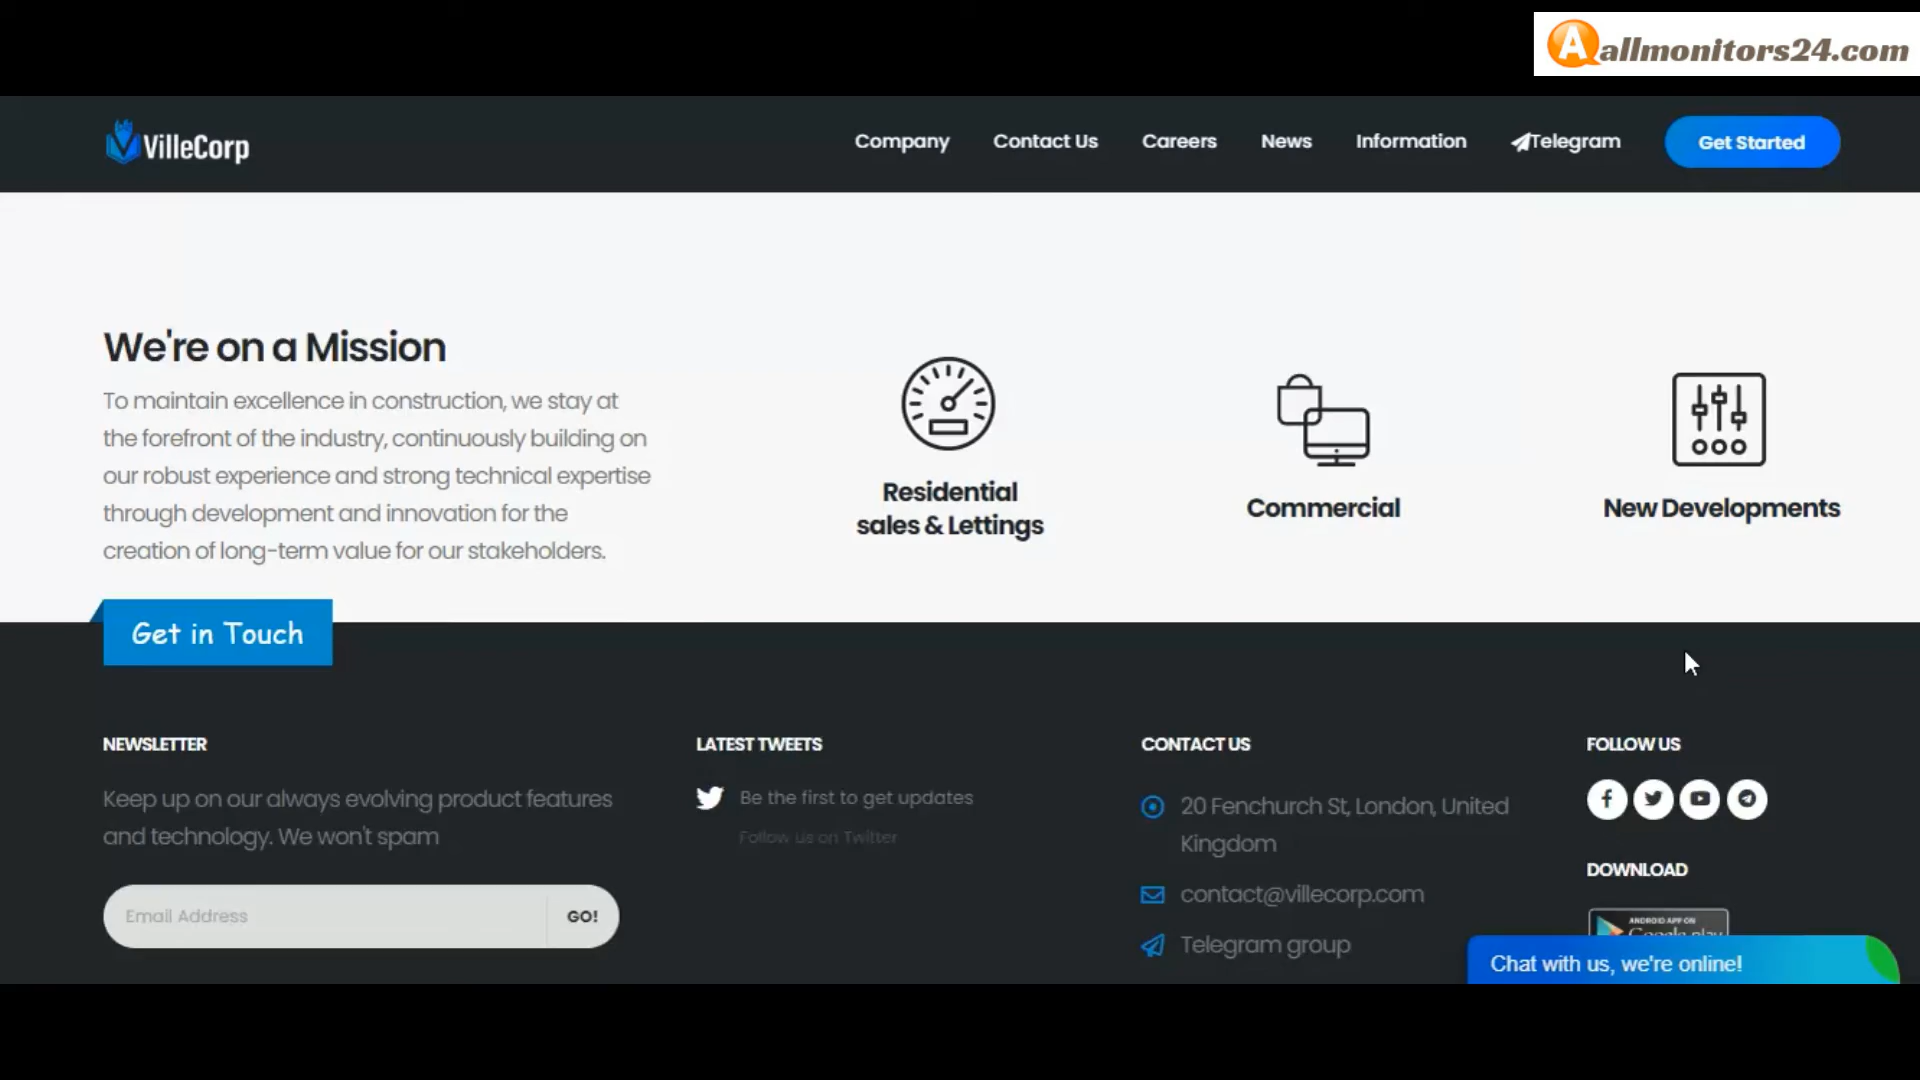 allmonitors24.com
VilleCorp
Company
Contact Us
Careers
News
Information
Telegram
Get Started
We're on a Mission
To maintain excellence in construction, we stay at
the forefront of the industry, continuously building on
our robust experience and strong technical expertise
through development and innovation for the
creation of long-term value for our stakeholders.
Residential
sales & Lettings
Commercial
New Developments
Get in Touch
NEWSLETTER
Keep up on our always evolving product features
and technology. We won't spam
Email Address
GO!
LATEST TWEETS
Be the first to get updates
Follow us on Twitter
CONTACT US
20 Fenchurch St, London, United
Kingdom
contact@villecorp.com
Telegram group
FOLLOW US
DOWNLOAD
ANDROID APP ON
Google play
Chat with us, we're online!